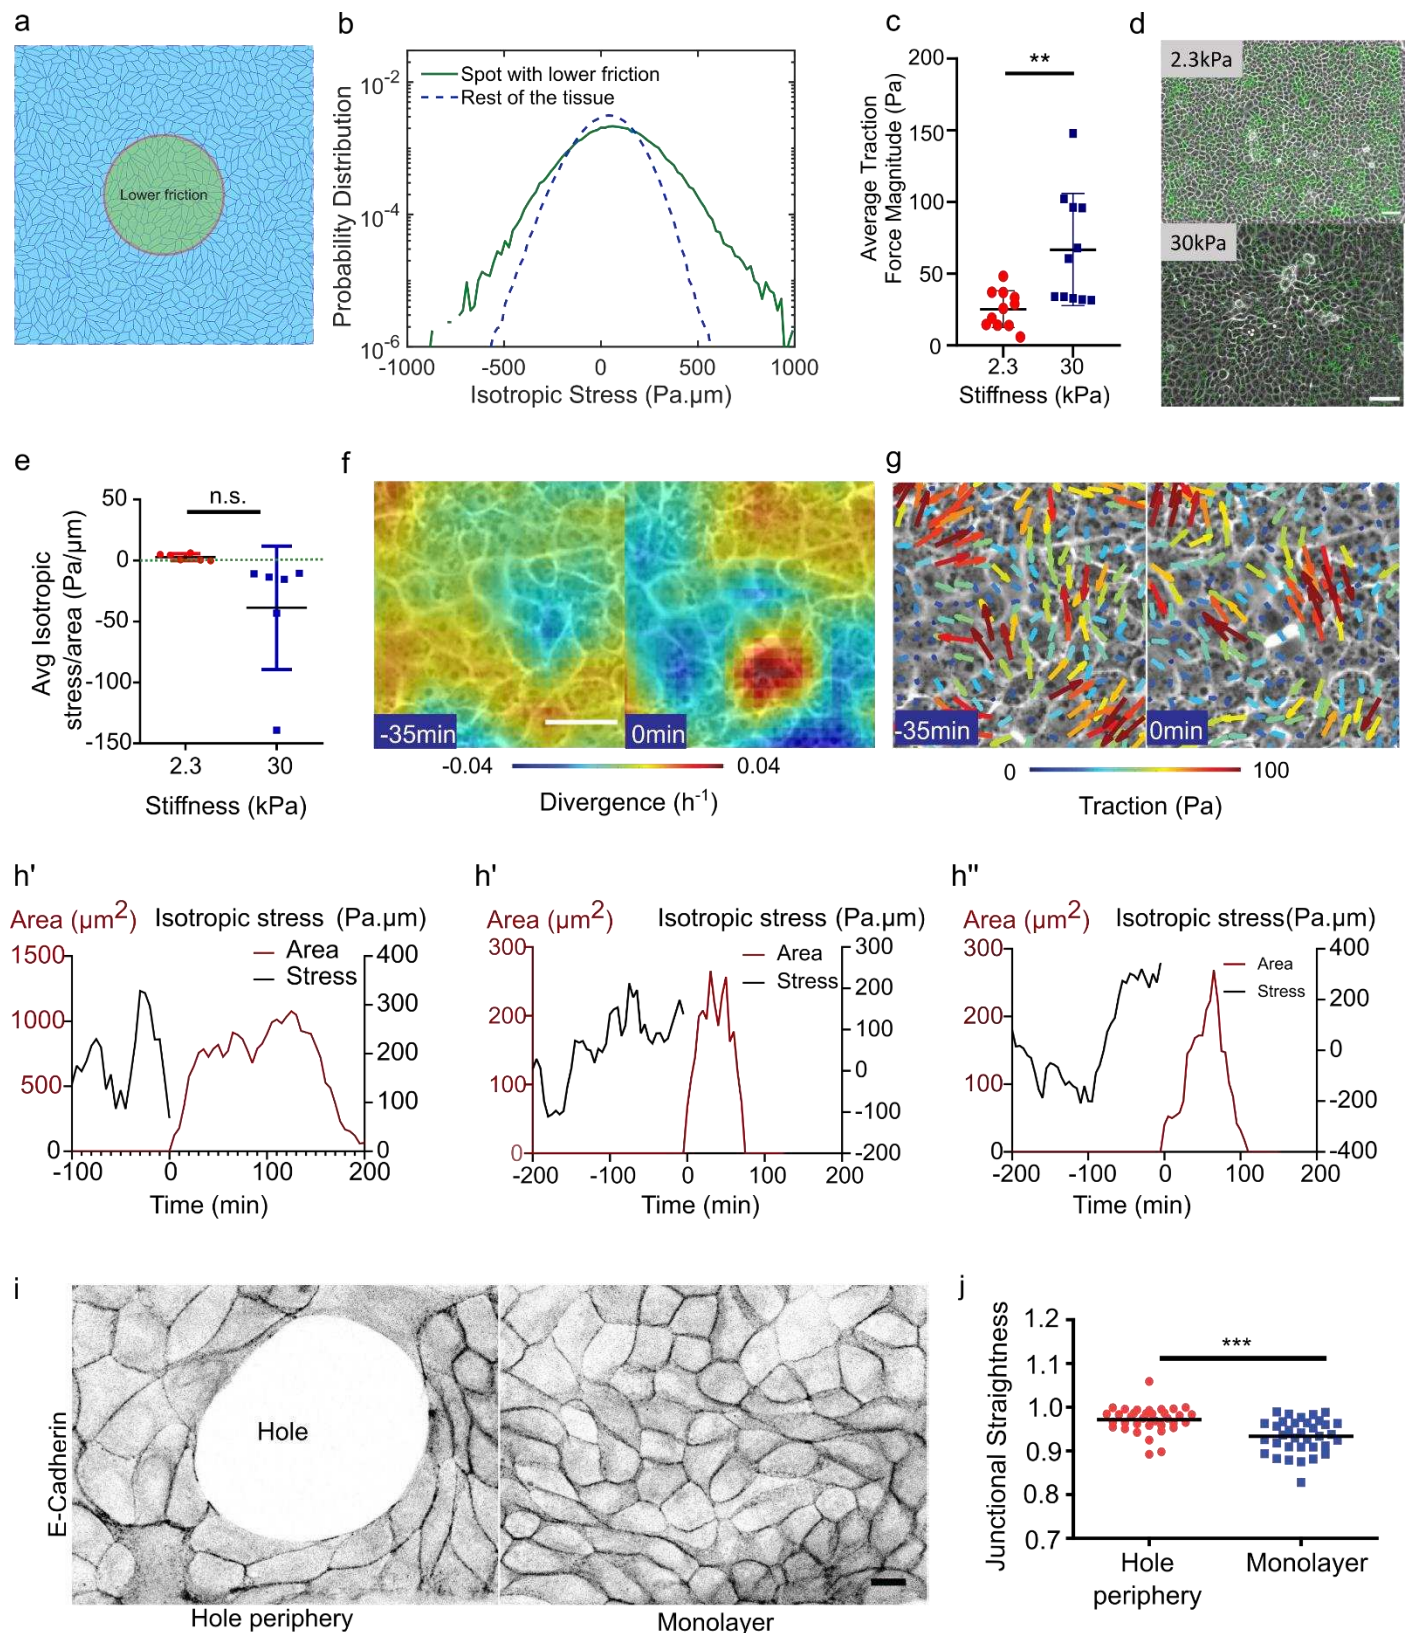 a
Lower friction
b
Probability Distribution
10-2
10-4
10-6
Spot with lower friction
Rest of the tissue
-1000 -500 0 500 1000
Isotropic Stress (Pa.µm)
c
Average Traction
Force Magnitude (Pa)
200
150
100
50
0
**
2.3 30
Stiffness (kPa)
d
2.3kPa
30kPa
e
Avg Isotropic
stress/area (Pa/µm)
50
0
-50
-100
-150
n.s.
2.3 30
Stiffness (kPa)
f
-35min
0min
-0.04 0.04
Divergence (h-1)
g
-35min
0min
0 100
Traction (Pa)
h'
Area (µm2) Isotropic stress (Pa.µm)
1500
1000
500
0
Area
Stress
400
300
200
100
0
-100 0 100 200
Time (min)
h'
Area (µm2) Isotropic stress (Pa.µm)
300
200
100
0
Area
Stress
300
200
100
0
-100
-200
-200 -100 0 100 200
Time (min)
h"
Area (µm2) Isotropic stress(Pa.µm)
300
200
100
0
Area
Stress
400
200
0
-200
-400
-200 -100 0 100 200
Time (min)
i
E-Cadherin
Hole
Hole periphery
Monolayer
j
Junctional Straightness
1.2
1.1
1.0
0.9
0.8
0.7
***
Hole
periphery
Monolayer